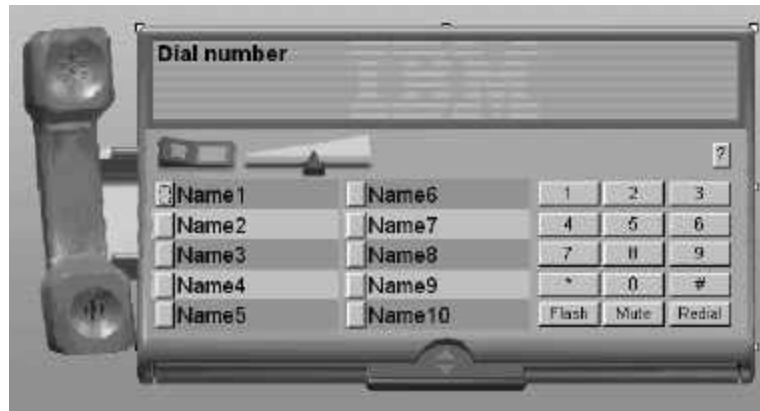 Dial number
IBM
?
Name1 Name6 1 2 3
Name2 Name7 4 5 6
Name3 Name8 7 8 9
Name4 Name9 * 0 #
Name5 Name10 Flash Mute Redial